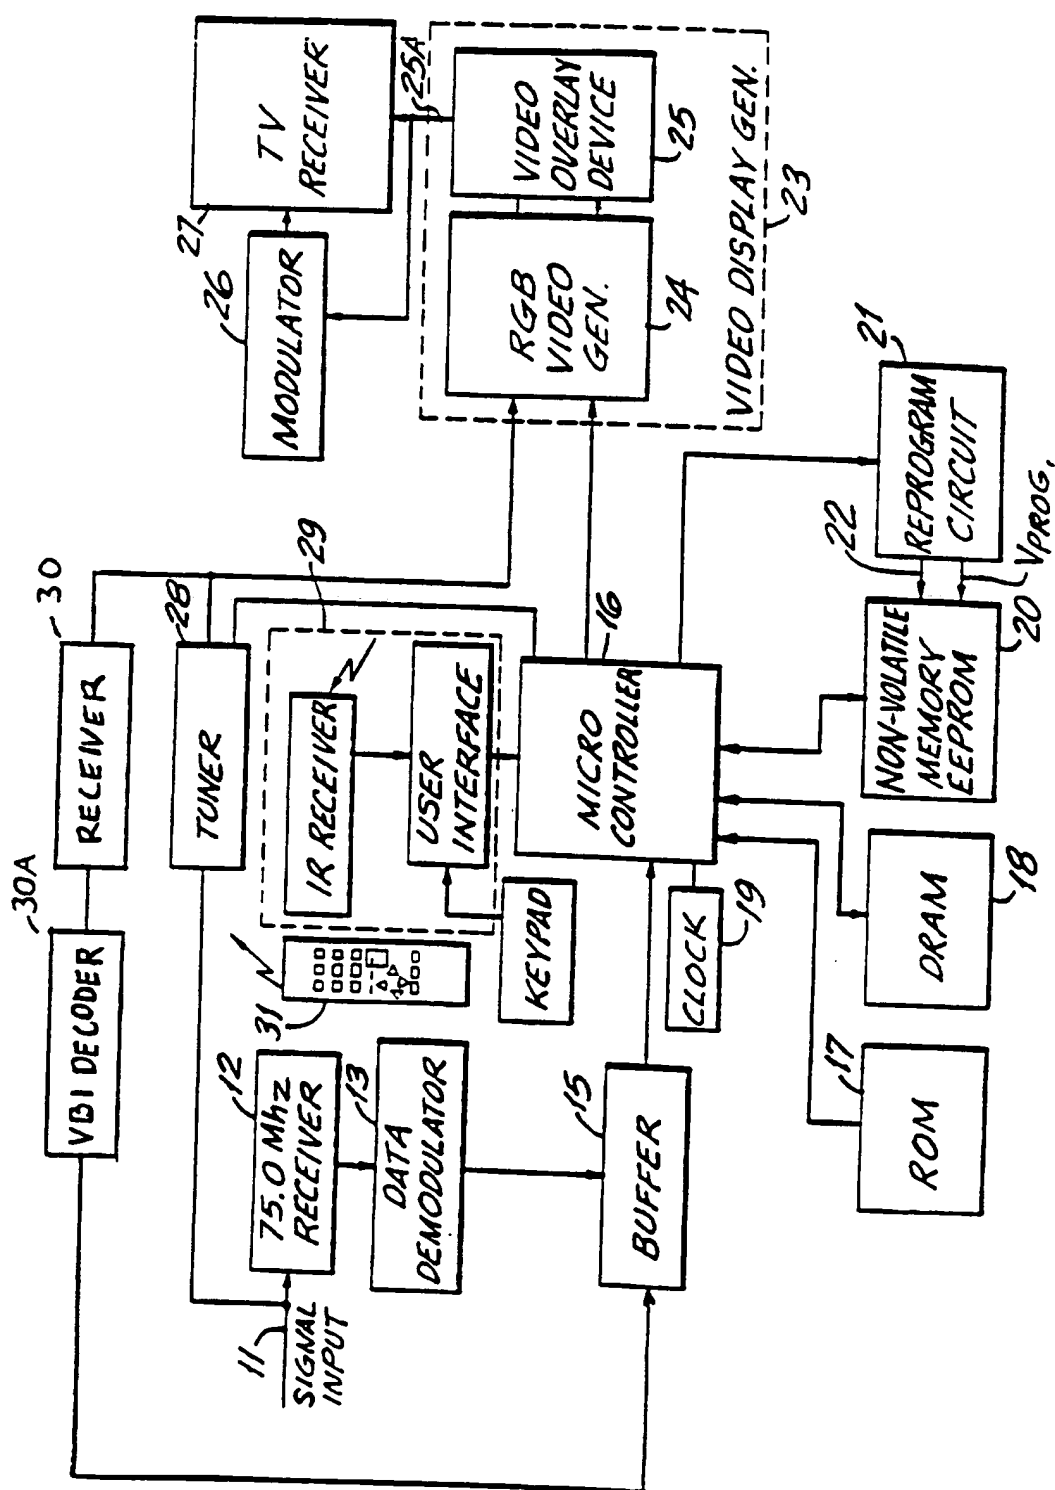 30A
VBI DECODER
30
RECEIVER
28
TUNER
11
SIGNAL
INPUT
12
75.0 Mhz
RECEIVER
13
DATA
DEMODULATOR
31
29
IR RECEIVER
USER
INTERFACE
KEYPAD
15
BUFFER
16
MICRO
CONTROLLER
CLOCK
19
17
ROM
DRAM
18
NON-VOLATILE
MEMORY
EEPROM
20
22
VPROG.
21
REPROGRAM
CIRCUIT
26
MODULATOR
27
TV
RECEIVER
25A
RGB
VIDEO
GEN.
24
VIDEO
OVERLAY
DEVICE
25
VIDEO DISPLAY GEN.
23